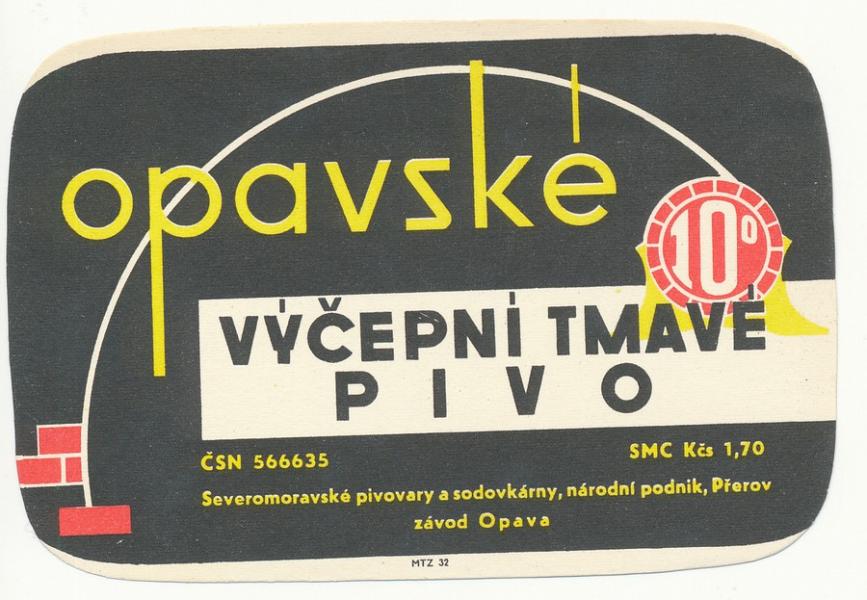 opavské
10⁰
VÝČEPNÍ TMAVÉ
PIVO
ČSN 566635
SMC Kčs 1,70
Severomoravské pivovary a sodovkárny, národní podnik, Přerov
závod Opava
MTZ 32